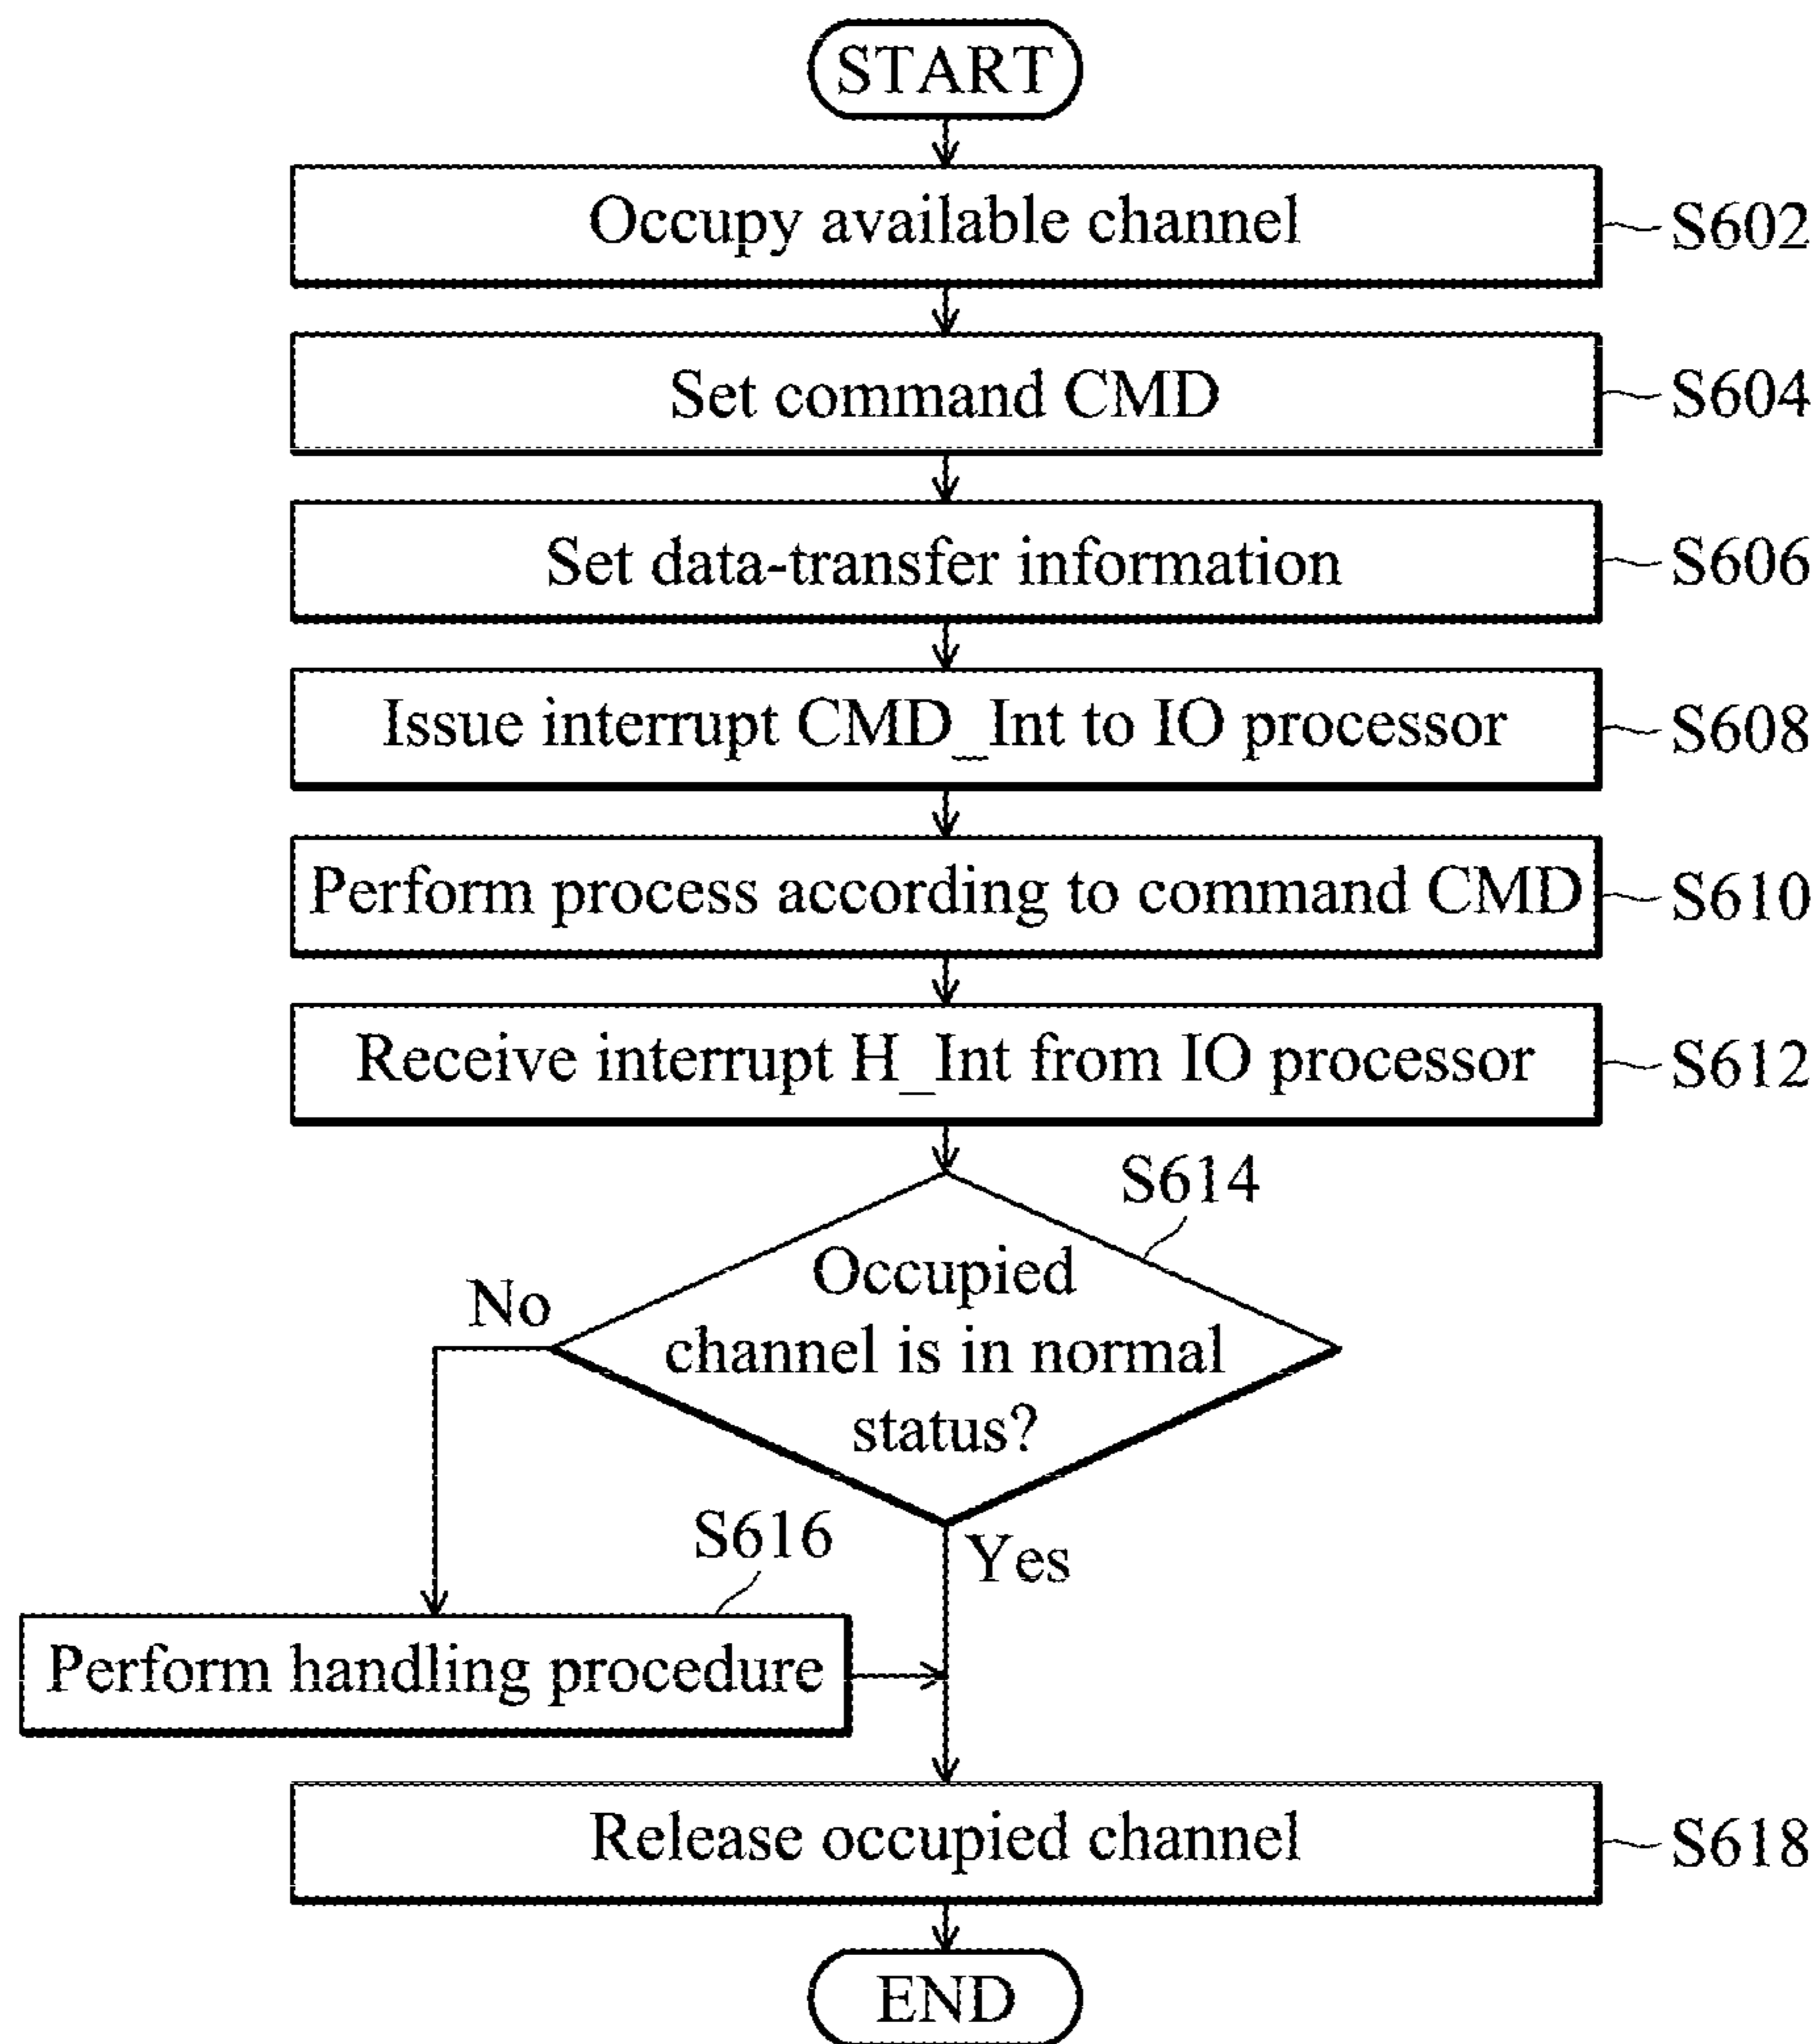 START
Occupy available channel
S602
Set command CMD
S604
Set data-transfer information
S606
Issue interrupt CMD_Int to IO processor
S608
Perform process according to command CMD
S610
Receive interrupt H_Int from IO processor
S612
S614
Occupied
channel is in normal
status?
No
Yes
S616
Perform handling procedure
Release occupied channel
S618
END